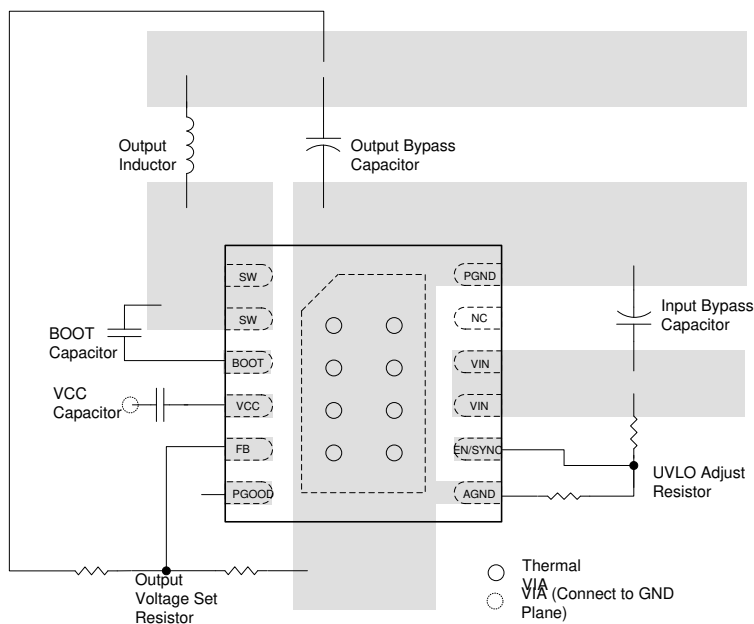 Output
Inductor
Output Bypass
Capacitor
SW
PGND
SW
NC
Input Bypass
Capacitor
BOOT
Capacitor
BOOT
VIN
VCC
Capacitor
VCC
VIN
FB
EN/SYNC
UVLO Adjust
Resistor
PGOOD
AGND
Output
Voltage Set
Resistor
Thermal
VIA
VIA (Connect to GND
Plane)